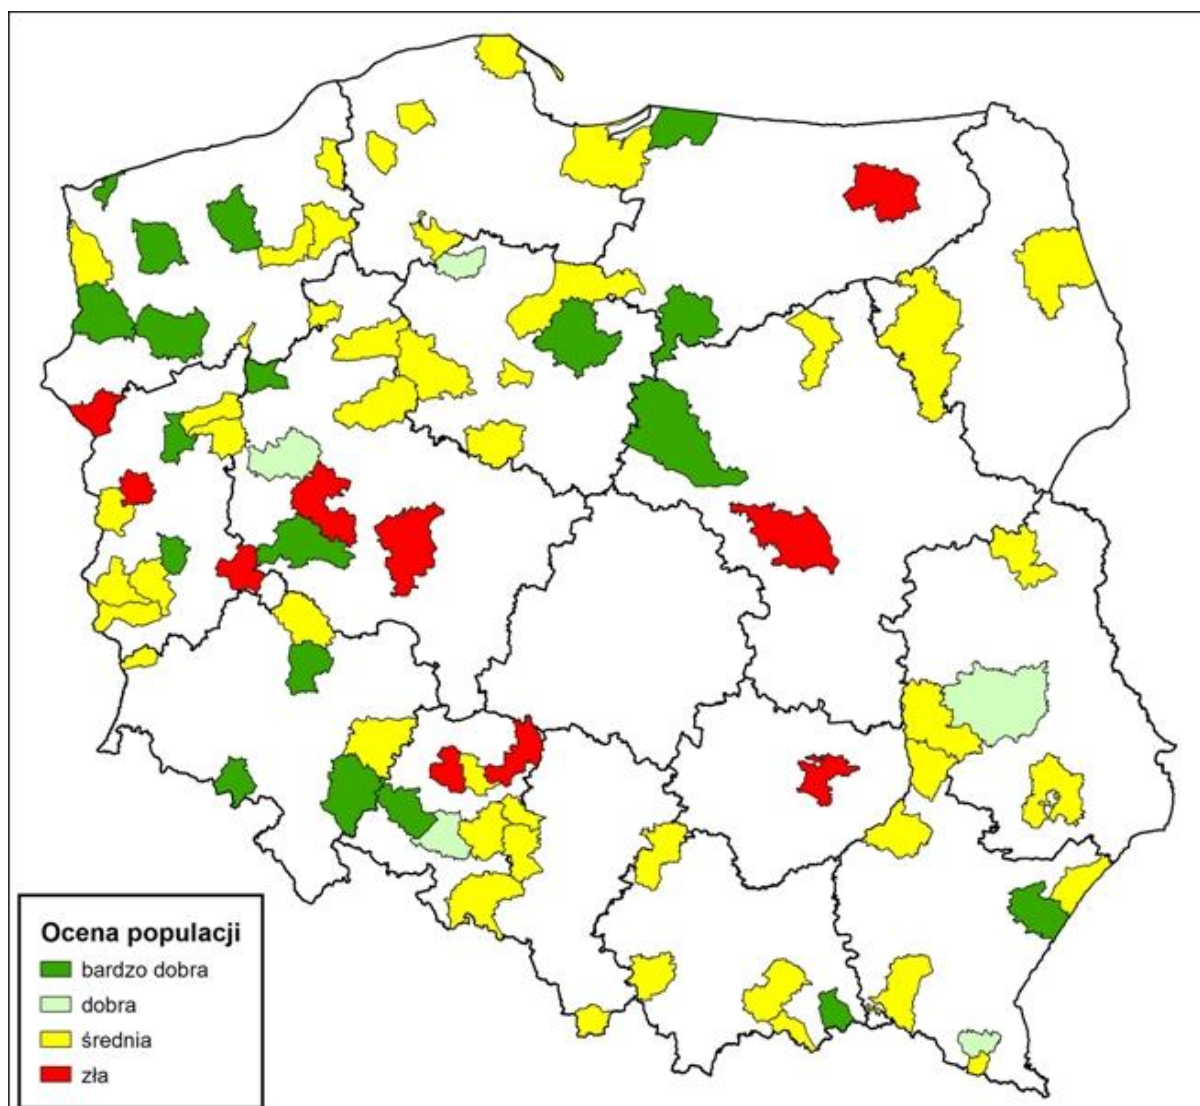 Ocena populacji
bardzo dobra
dobra
średnia
zła